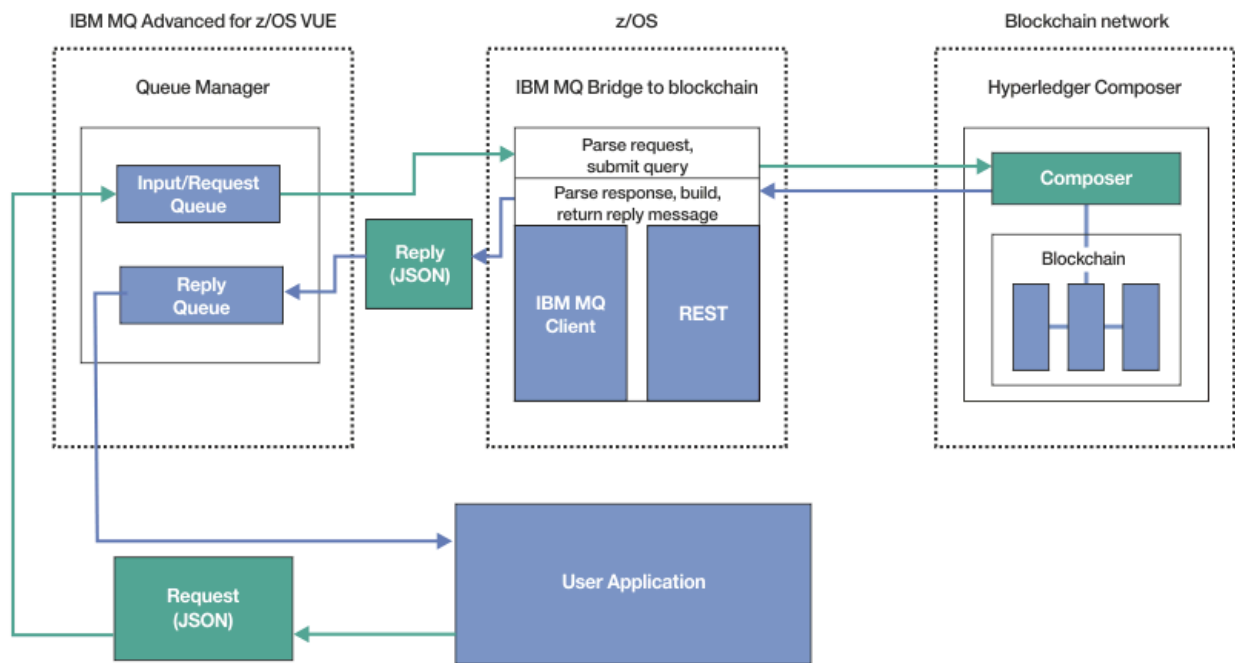 IBM MQ Advanced for z/OS VUE
z/OS
Blockchain network
Queue Manager
IBM MQ Bridge to blockchain
Hyperledger Composer
Input/Request
Queue
Reply
Queue
Reply
(JSON)
Parse request,
submit query
Parse response, build,
return reply message
IBM MQ
Client
REST
Composer
Blockchain
Request
(JSON)
User Application